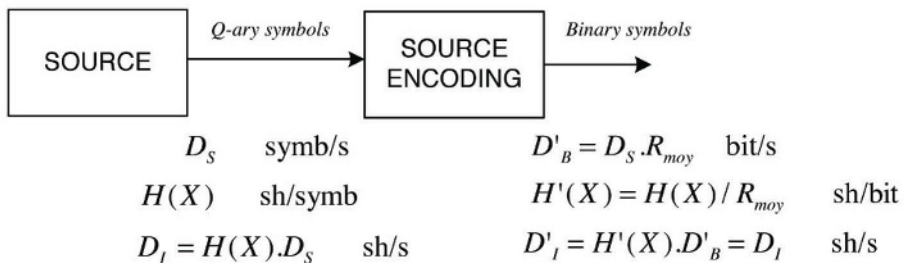 Q-ary symbols
Binary symbols
SOURCE
SOURCE
ENCODING
D_S symb/s
D'_B = D_S.R_moy bit/s
H(X) sh/symb
H'(X) = H(X)/R_moy sh/bit
D_I = H(X).D_S sh/s
D'_I = H'(X).D'_B = D_I sh/s